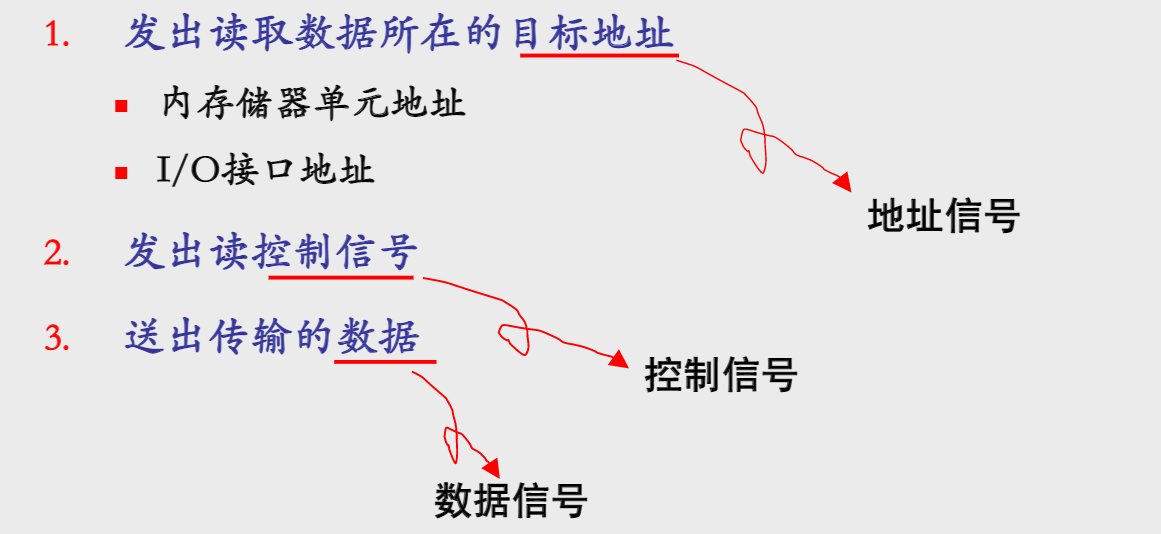 1. 发出读取数据所在的目标地址
■ 内存储器单元地址
■ I/O接口地址
地址信号
2. 发出读控制信号
3. 送出传输的数据
控制信号
数据信号